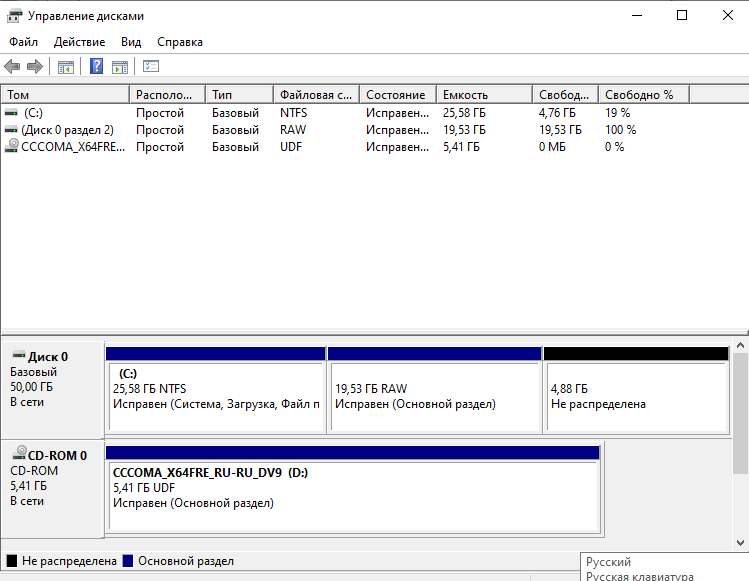 Управление дисками
Файл Действие Вид Справка
Том Располо... Тип Файловая с... Состояние Емкость Свобод... Свободно %
(C:) Простой Базовый NTFS Исправен... 25,58 ГБ 4,76 ГБ 19 %
(Диск 0 раздел 2) Простой Базовый RAW Исправен... 19,53 ГБ 19,53 ГБ 100 %
CCCOMA_X64FRE... Простой Базовый UDF Исправен... 5,41 ГБ 0 МБ 0 %
Диск 0
Базовый
50,00 ГБ
В сети
(C:)
25,58 ГБ NTFS
Исправен (Система, Загрузка, Файл п
19,53 ГБ RAW
Исправен (Основной раздел)
4,88 ГБ
Не распределена
CD-ROM 0
CD-ROM
5,41 ГБ
В сети
CCCOMA_X64FRE_RU-RU_DV9 (D:)
5,41 ГБ UDF
Исправен (Основной раздел)
Не распределена Основной раздел
Русский
Русская клавиатура